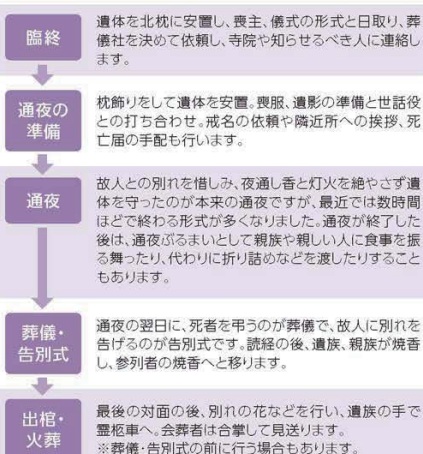 臨終
遺体を北枕に安置し、喪主、儀式の形式と日取り、葬
儀社を決めて依頼し、寺院や知らせるべき人に連絡し
ます。
通夜の
準備
枕飾りをして遺体を安置。喪服、遺影の準備と世話役
との打ち合わせ。戒名の依頼や隣近所への挨拶、死
亡届の手配も行います。
通夜
故人との別れを惜しみ、夜通し香と灯火を絶やさず遺
体を守ったのが本来の通夜ですが、最近では数時間
ほどで終わる形式が多くなりました。通夜が終了した
後は、通夜ぶるまいとして親族や親しい人に食事を振
る舞ったり、代わりに折り詰めなどを渡したりすること
もあります。
葬儀・
告別式
通夜の翌日に、死者を弔うのが葬儀で、故人に別れを
告げるのが告別式です。読経の後、遺族、親族が焼香
し、参列者の焼香へと移ります。
出棺・
火葬
最後の対面の後、別れの花などを行い、遺族の手で
霊柩車へ。会葬者は合掌して見送ります。
※葬儀・告別式の前に行う場合もあります。